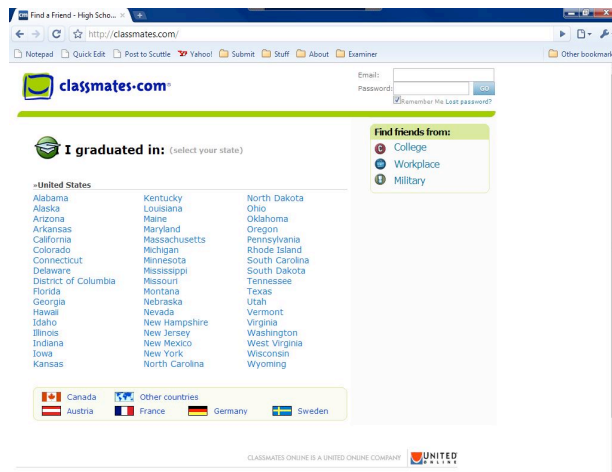 Find a Friend - High Scho...
http://classmates.com/
Notepad Quick Edit Post to Scuttle Yahoo! Submit Stuff About Examiner Other bookmark
classmates.com
Email:
Password: GO
Remember Me Lost password?
I graduated in: (select your state)
Find friends from:
College
Workplace
Military
»United States
Alabama Kentucky North Dakota
Alaska Louisiana Ohio
Arizona Maine Oklahoma
Arkansas Maryland Oregon
California Massachusetts Pennsylvania
Colorado Michigan Rhode Island
Connecticut Minnesota South Carolina
Delaware Mississippi South Dakota
District of Columbia Missouri Tennessee
Florida Montana Texas
Georgia Nebraska Utah
Hawaii Nevada Vermont
Idaho New Hampshire Virginia
Illinois New Jersey Washington
Indiana New Mexico West Virginia
Iowa New York Wisconsin
Kansas North Carolina Wyoming
Canada Other countries
Austria France Germany Sweden
CLASSMATES ONLINE IS A UNITED ONLINE COMPANY UNITED
ONLINE